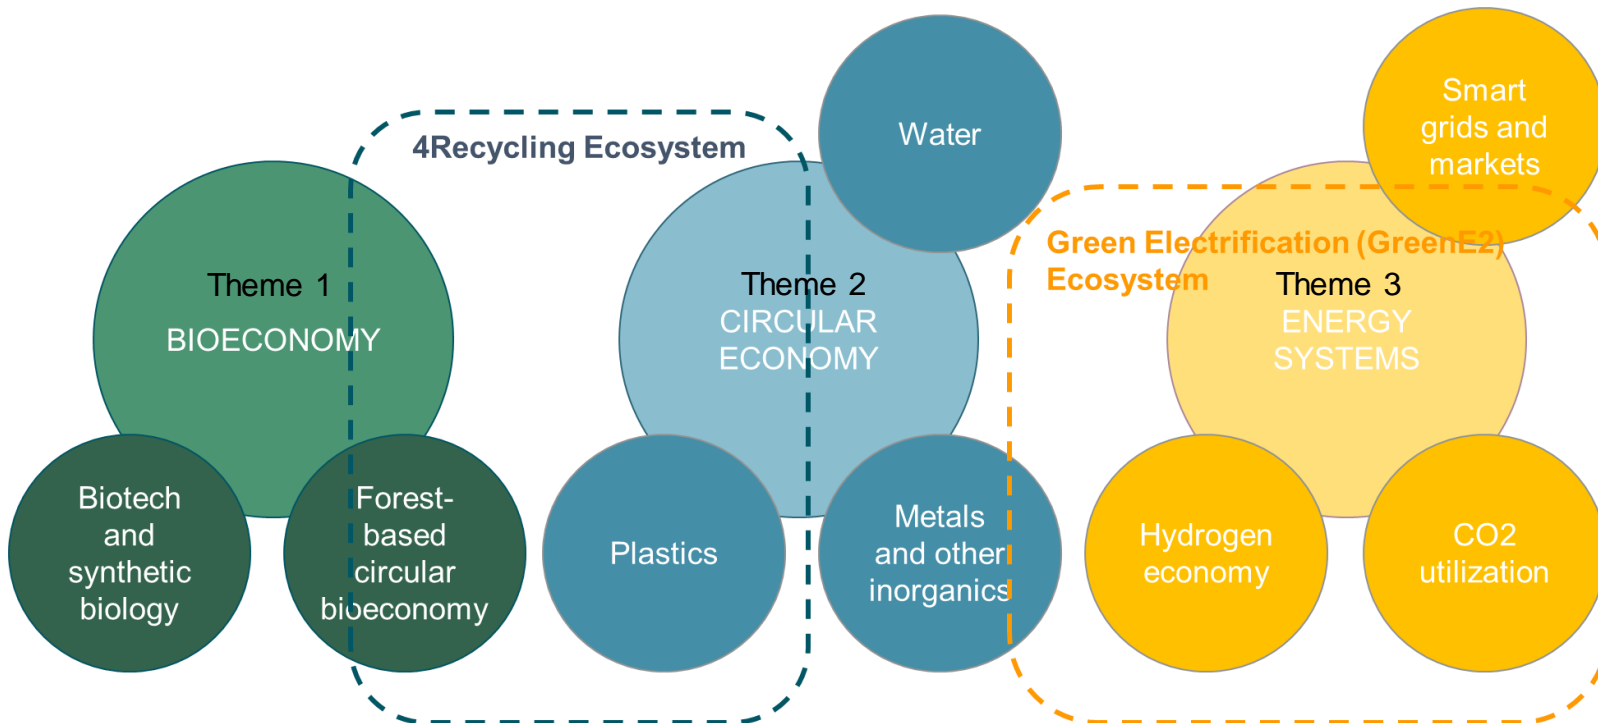 4Recycling Ecosystem
Theme 1
BIOECONOMY
Biotech
and
synthetic
biology
Forest-
based
circular
bioeconomy
Water
Theme 2
CIRCULAR
ECONOMY
Plastics
Metals
and other
inorganics
Smart
grids and
markets
Green Electrification (GreenE2)
Ecosystem
Theme 3
ENERGY
SYSTEMS
Hydrogen
economy
CO2
utilization